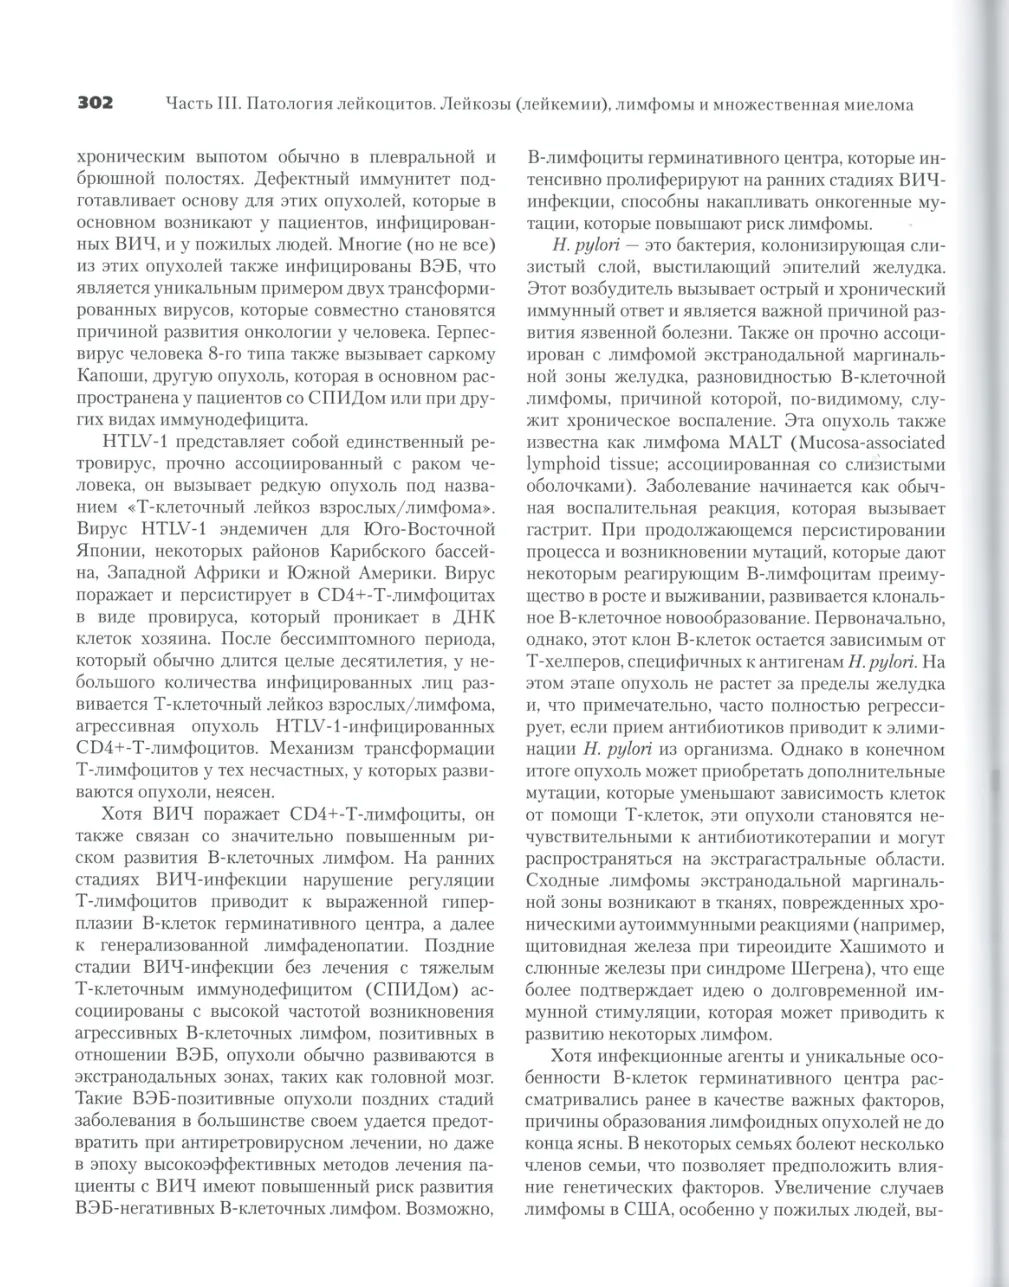 302 Часть III. Патология лейкоцитов. Лейкозы (лейкемии), лимфомы и множественная миелома
хроническим выпотом обычно в плевральной и
брюшной полостях. Дефектный иммунитет под-
готавливает основу для этих опухолей, которые в
основном возникают у пациентов, инфицирован-
ных ВИЧ, и у пожилых людей. Многие (но не все)
из этих опухолей также инфицированы ВЭБ, что
является уникальным примером двух трансформи-
рованных вирусов, которые совместно становятся
причиной развития онкологии у человека. Герпес-
вирус человека 8-го типа также вызывает саркому
Капоши, другую опухоль, которая в основном рас-
пространена у пациентов со СПИДом или при дру-
гих видах иммунодефицита.
HTLV-1 представляет собой единственный ре-
тровирус, прочно ассоциированный с раком че-
ловека, он вызывает редкую опухоль под назва-
нием «Т-клеточный лейкоз взрослых/лимфома».
Вирус HTLV-1 эндемичен для Юго-Восточной
Японии, некоторых районов Карибского бассей-
на, Западной Африки и Южной Америки. Вирус
поражает и персистирует в CD4+-Т-лимфоцитах
в виде провируса, который проникает в ДНК
клеток хозяина. После бессимптомного периода,
который обычно длится целые десятилетия, у не-
большого количества инфицированных лиц раз-
вивается Т-клеточный лейкоз взрослых/лимфома,
агрессивная опухоль HTLV-1-инфицированных
CD4+-Т-лимфоцитов. Механизм трансформации
Т-лимфоцитов у тех несчастных, у которых разви-
ваются опухоли, неясен.
Хотя ВИЧ поражает CD4+-Т-лимфоциты, он
также связан со значительно повышенным ри-
ском развития В-клеточных лимфом. На ранних
стадиях ВИЧ-инфекции нарушение регуляции
Т-лимфоцитов приводит к выраженной гипер-
плазии В-клеток герминативного центра, а далее
к генерализованной лимфаденопатии. Поздние
стадии ВИЧ-инфекции без лечения с тяжелым
Т-клеточным иммунодефицитом (СПИДом) ас-
социированы с высокой частотой возникновения
агрессивных В-клеточных лимфом, позитивных в
отношении ВЭБ, опухоли обычно развиваются в
экстранодальных зонах, таких как головной мозг.
Такие ВЭБ-позитивные опухоли поздних стадий
заболевания в большинстве своем удается предот-
вратить при антиретровирусном лечении, но даже
в эпоху высокоэффективных методов лечения па-
циенты с ВИЧ имеют повышенный риск развития
ВЭБ-негативных В-клеточных лимфом. Возможно,
В-лимфоциты герминативного центра, которые ин-
тенсивно пролиферируют на ранних стадиях ВИЧ-
инфекции, способны накапливать онкогенные му-
тации, которые повышают риск лимфомы.
H. pylori — это бактерия, колонизирующая сли-
зистый слой, выстилающий эпителий желудка.
Этот возбудитель вызывает острый и хронический
иммунный ответ и является важной причиной раз-
вития язвенной болезни. Также он прочно ассоци-
ирован с лимфомой экстранодальной маргиналь-
ной зоны желудка, разновидностью В-клеточной
лимфомы, причиной которой, по-видимому, слу-
жит хроническое воспаление. Эта опухоль также
известна как лимфома MALT (Mucosa-associated
lymphoid tissue; ассоциированная со слизистыми
оболочками). Заболевание начинается как обыч-
ная воспалительная реакция, которая вызывает
гастрит. При продолжающемся персистировании
процесса и возникновении мутаций, которые дают
некоторым реагирующим В-лимфоцитам преиму-
щество в росте и выживании, развивается клональ-
ное В-клеточное новообразование. Первоначально,
однако, этот клон В-клеток остается зависимым от
Т-хелперов, специфичных к антигенам H. pylori. На
этом этапе опухоль не растет за пределы желудка
и, что примечательно, часто полностью регресси-
рует, если прием антибиотиков приводит к элими-
нации H. pylori из организма. Однако в конечном
итоге опухоль может приобретать дополнительные
мутации, которые уменьшают зависимость клеток
от помощи Т-клеток, эти опухоли становятся не-
чувствительными к антибиотикотерапии и могут
распространяться на экстрагастральные области.
Сходные лимфомы экстранодальной маргиналь-
ной зоны возникают в тканях, поврежденных хро-
ническими аутоиммунными реакциями (например,
щитовидная железа при тиреоидите Хашимото и
слюнные железы при синдроме Шегрена), что еще
более подтверждает идею о долговременной им-
мунной стимуляции, которая может приводить к
развитию некоторых лимфом.
Хотя инфекционные агенты и уникальные осо-
бенности В-клеток герминативного центра рас-
сматривались ранее в качестве важных факторов,
причины образования лимфоидных опухолей не до
конца ясны. В некоторых семьях болеют несколько
членов семьи, что позволяет предположить влия-
ние генетических факторов. Увеличение случаев
лимфомы в США, особенно у пожилых людей, вы-